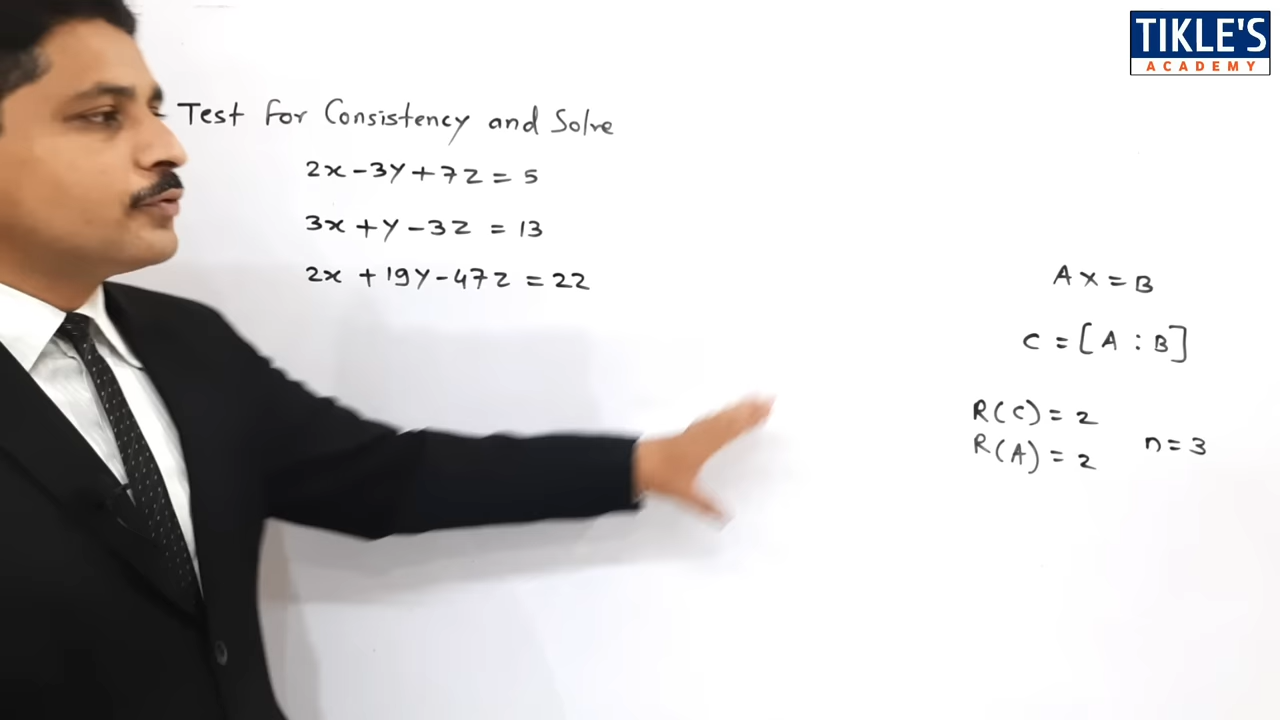 TIKLE'S
ACADEMY
Test for Consistency and Solve
2x - 3y + 7z = 5
3x + y - 3z = 13
2x + 19y - 47z = 22
AX = B
C = [A : B]
R(C) = 2
R(A) = 2 n = 3